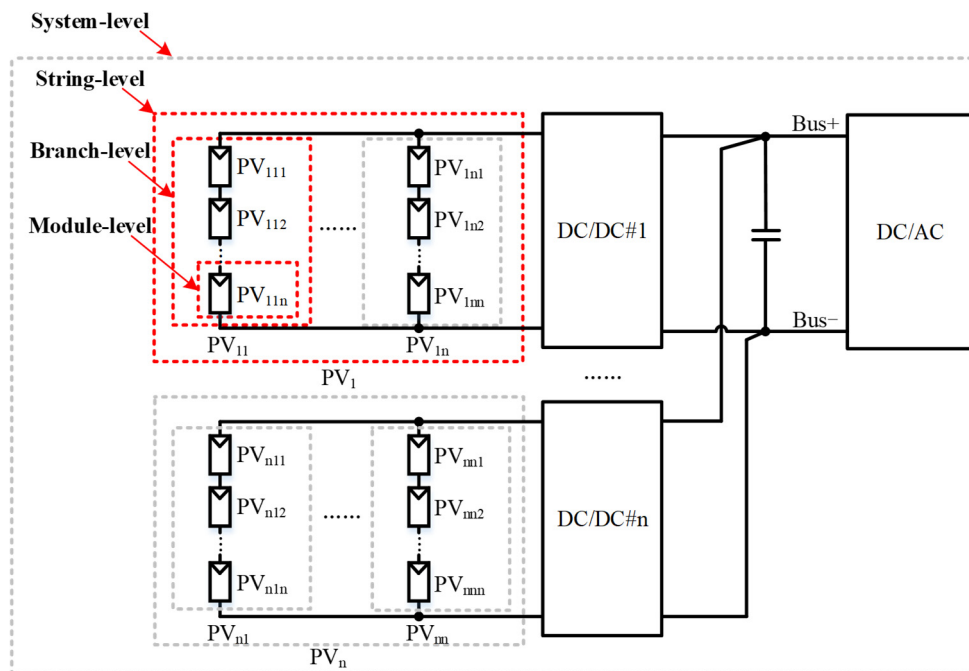 System-level
String-level
Branch-level
Module-level
PV₁₁₁
PV₁₁₂
PV₁₁ₙ
......
PV₁ₙ₁
PV₁ₙ₂
PV₁ₙₙ
PV₁₁
PV₁ₙ
PV₁
DC/DC#1
Bus+
Bus−
DC/AC
......
PVₙ₁₁
PVₙ₁₂
PVₙ₁ₙ
......
PVₙₙ₁
PVₙₙ₂
PVₙₙₙ
PVₙ₁
PVₙₙ
PVₙ
DC/DC#n